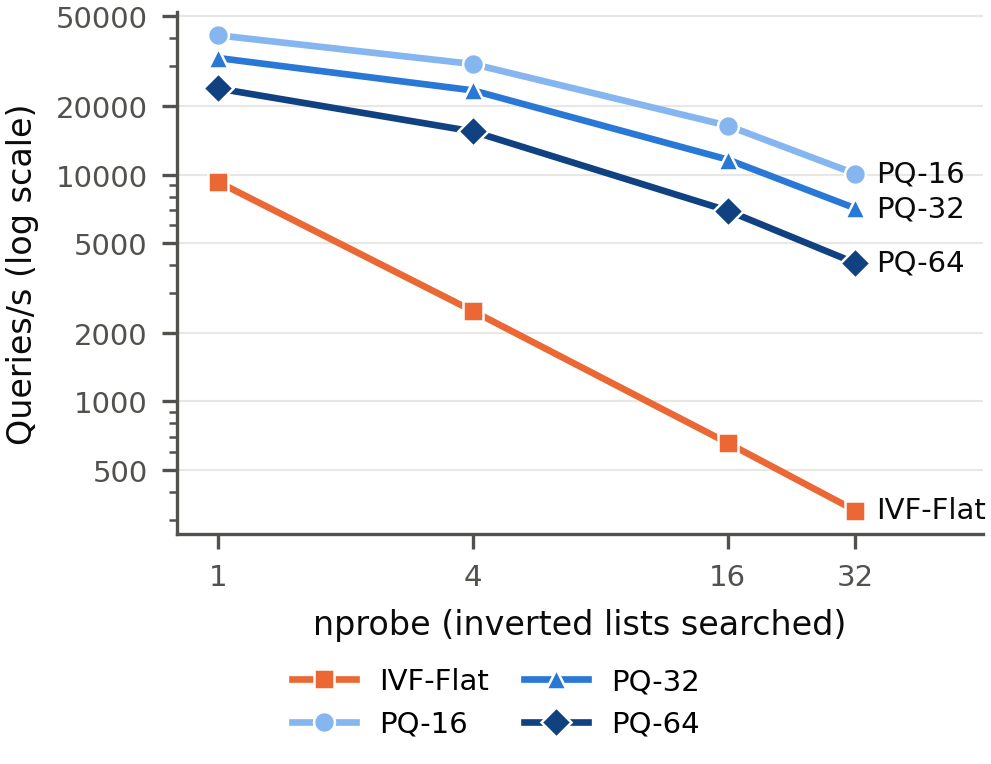 Queries/s (log scale)
50000
20000
10000
5000
2000
1000
500
PQ-16
PQ-32
PQ-64
IVF-Flat
1 4 16 32
nprobe (inverted lists searched)
IVF-Flat PQ-32
PQ-16 PQ-64